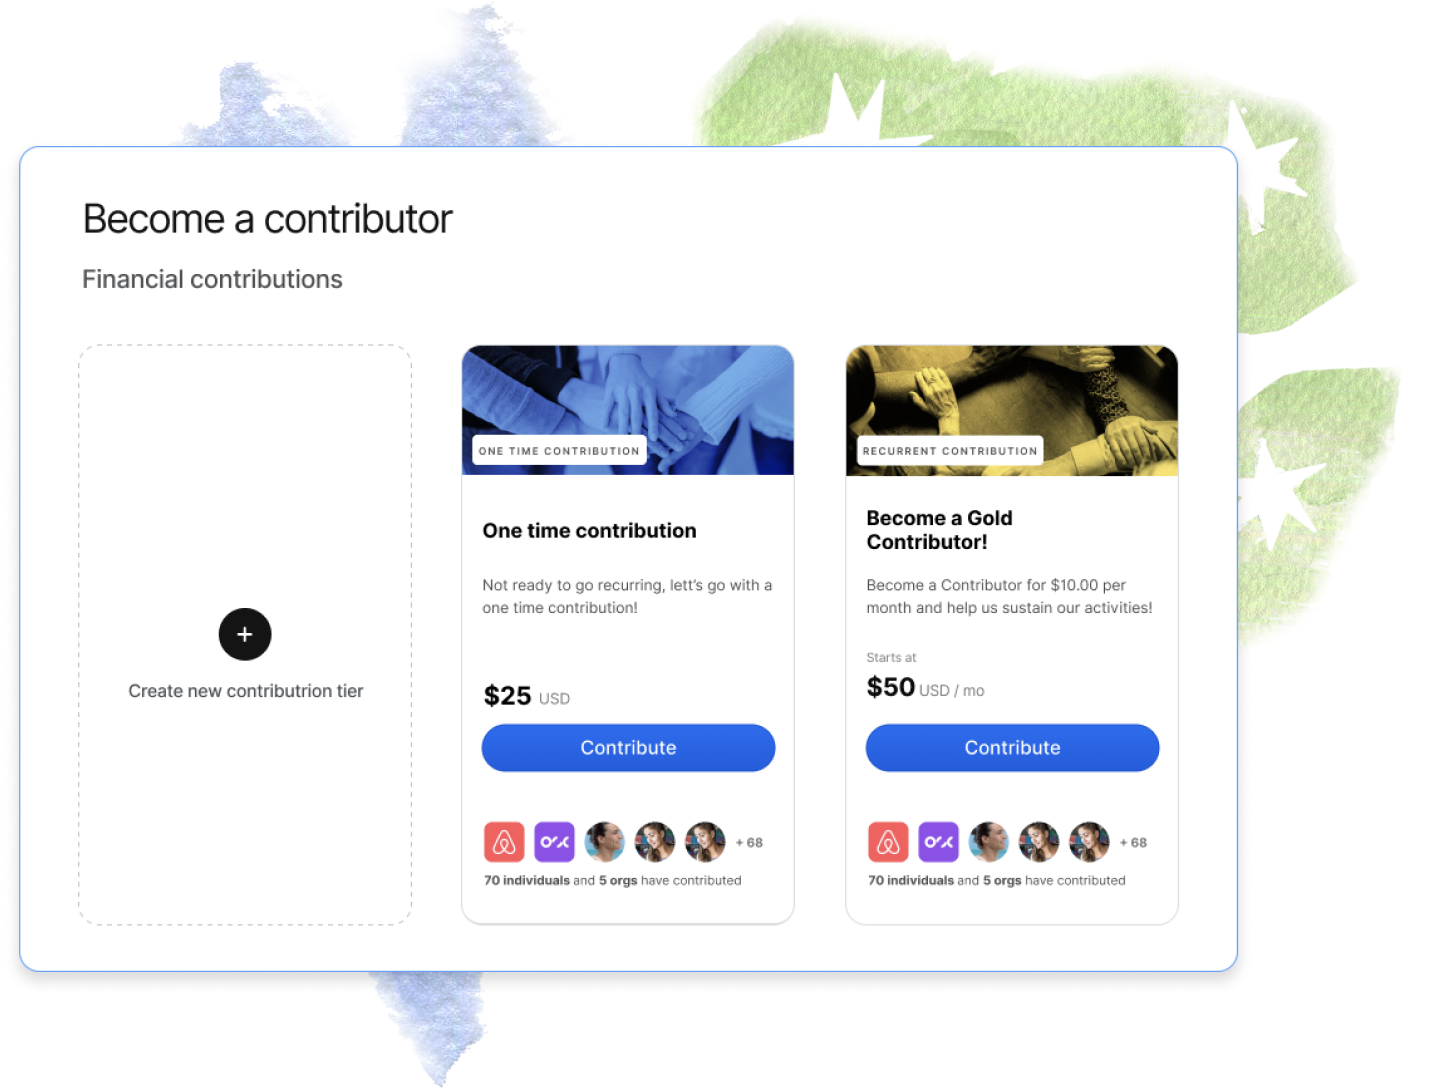 Become a contributor
Financial contributions
+
Create new contributrion tier
ONE TIME CONTRIBUTION
One time contribution
Not ready to go recurring, lett's go with a
one time contribution!
$25 USD
Contribute
+ 68
70 individuals and 5 orgs have contributed
RECURRENT CONTRIBUTION
Become a Gold
Contributor!
Become a Contributor for $10.00 per
month and help us sustain our activities!
Starts at
$50 USD / mo
Contribute
+ 68
70 individuals and 5 orgs have contributed